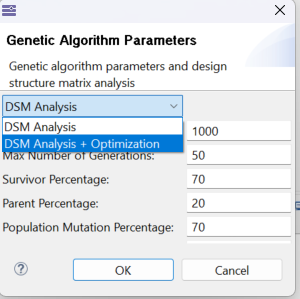 Genetic Algorithm Parameters
Genetic algorithm parameters and design
structure matrix analysis
DSM Analysis
DSM Analysis
1000
DSM Analysis + Optimization
Max Number of Generations: 50
Survivor Percentage: 70
Parent Percentage: 20
Population Mutation Percentage: 70
? OK Cancel